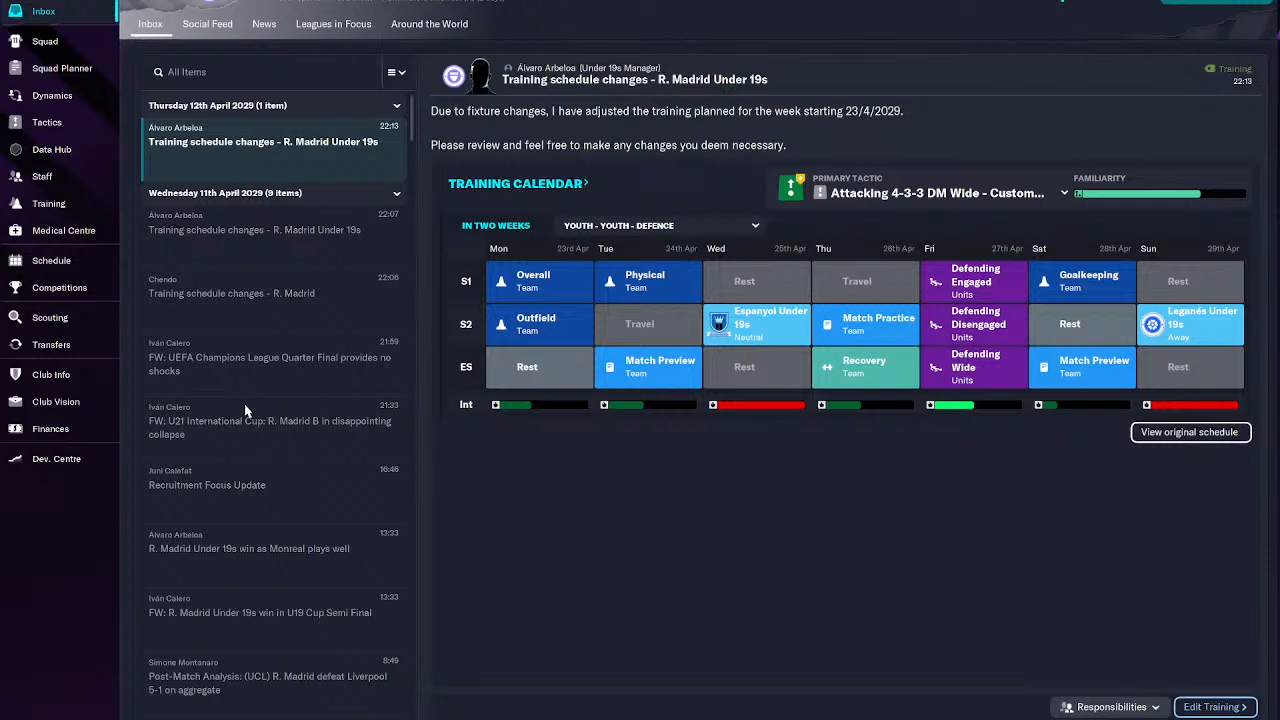 Inbox
Squad
Squad Planner
Dynamics
Tactics
Data Hub
Staff
Training
Medical Centre
Schedule
Competitions
Scouting
Transfers
Club Info
Club Vision
Finances
Dev. Centre
Inbox
Social Feed
News
Leagues in Focus
Around the World
All Items
Thursday 12th April 2029 (1 item)
Álvaro Arbeloa 22:13
Training schedule changes - R. Madrid Under 19s
Wednesday 11th April 2029 (9 items)
Álvaro Arbeloa 22:07
Training schedule changes - R. Madrid Under 19s
Chendo 22:06
Training schedule changes - R. Madrid
Iván Calero 21:59
FW: UEFA Champions League Quarter Final provides no
shocks
Iván Calero 21:33
FW: U21 International Cup: R. Madrid B in disappointing
collapse
Juni Calafat 16:46
Recruitment Focus Update
Álvaro Arbeloa 13:33
R. Madrid Under 19s win as Monreal plays well
Iván Calero 13:33
FW: R. Madrid Under 19s win in U19 Cup Semi Final
Simone Montanaro 8:49
Post-Match Analysis: (UCL) R. Madrid defeat Liverpool
5-1 on aggregate
Álvaro Arbeloa (Under 19s Manager)
Training schedule changes - R. Madrid Under 19s
Training
22:13
Due to fixture changes, I have adjusted the training planned for the week starting 23/4/2029.
Please review and feel free to make any changes you deem necessary.
TRAINING CALENDAR
PRIMARY TACTIC
Attacking 4-3-3 DM Wide - Custom...
FAMILIARITY
IN TWO WEEKS
YOUTH - YOUTH - DEFENCE
Mon 23rd Apr Tue 24th Apr Wed 25th Apr Thu 26th Apr Fri 27th Apr Sat 28th Apr Sun 29th Apr
S1
Overall
Team
Physical
Team
Rest
Travel
Defending
Engaged
Units
Goalkeeping
Team
Rest
S2
Outfield
Team
Travel
Espanyol Under
19s
Neutral
Match Practice
Team
Defending
Disengaged
Units
Rest
Leganés Under
19s
Away
ES
Rest
Match Preview
Team
Rest
Recovery
Team
Defending
Wide
Units
Match Preview
Team
Rest
Int
View original schedule
Responsibilities
Edit Training